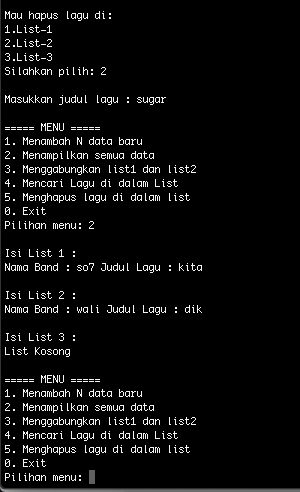 Mau hapus lagu di:
1.List-1
2.List-2
3.List-3
Silahkan pilih: 2
Masukkan judul lagu : sugar
===== MENU =====
1. Menambah N data baru
2. Menampilkan semua data
3. Menggabungkan list1 dan list2
4. Mencari Lagu di dalam List
5. Menghapus lagu di dalam list
0. Exit
Pilihan menu: 2
Isi List 1 :
Nama Band : so7 Judul Lagu : kita
Isi List 2 :
Nama Band : wali Judul Lagu : dik
Isi List 3 :
List Kosong
===== MENU =====
1. Menambah N data baru
2. Menampilkan semua data
3. Menggabungkan list1 dan list2
4. Mencari Lagu di dalam List
5. Menghapus lagu di dalam list
0. Exit
Pilihan menu: